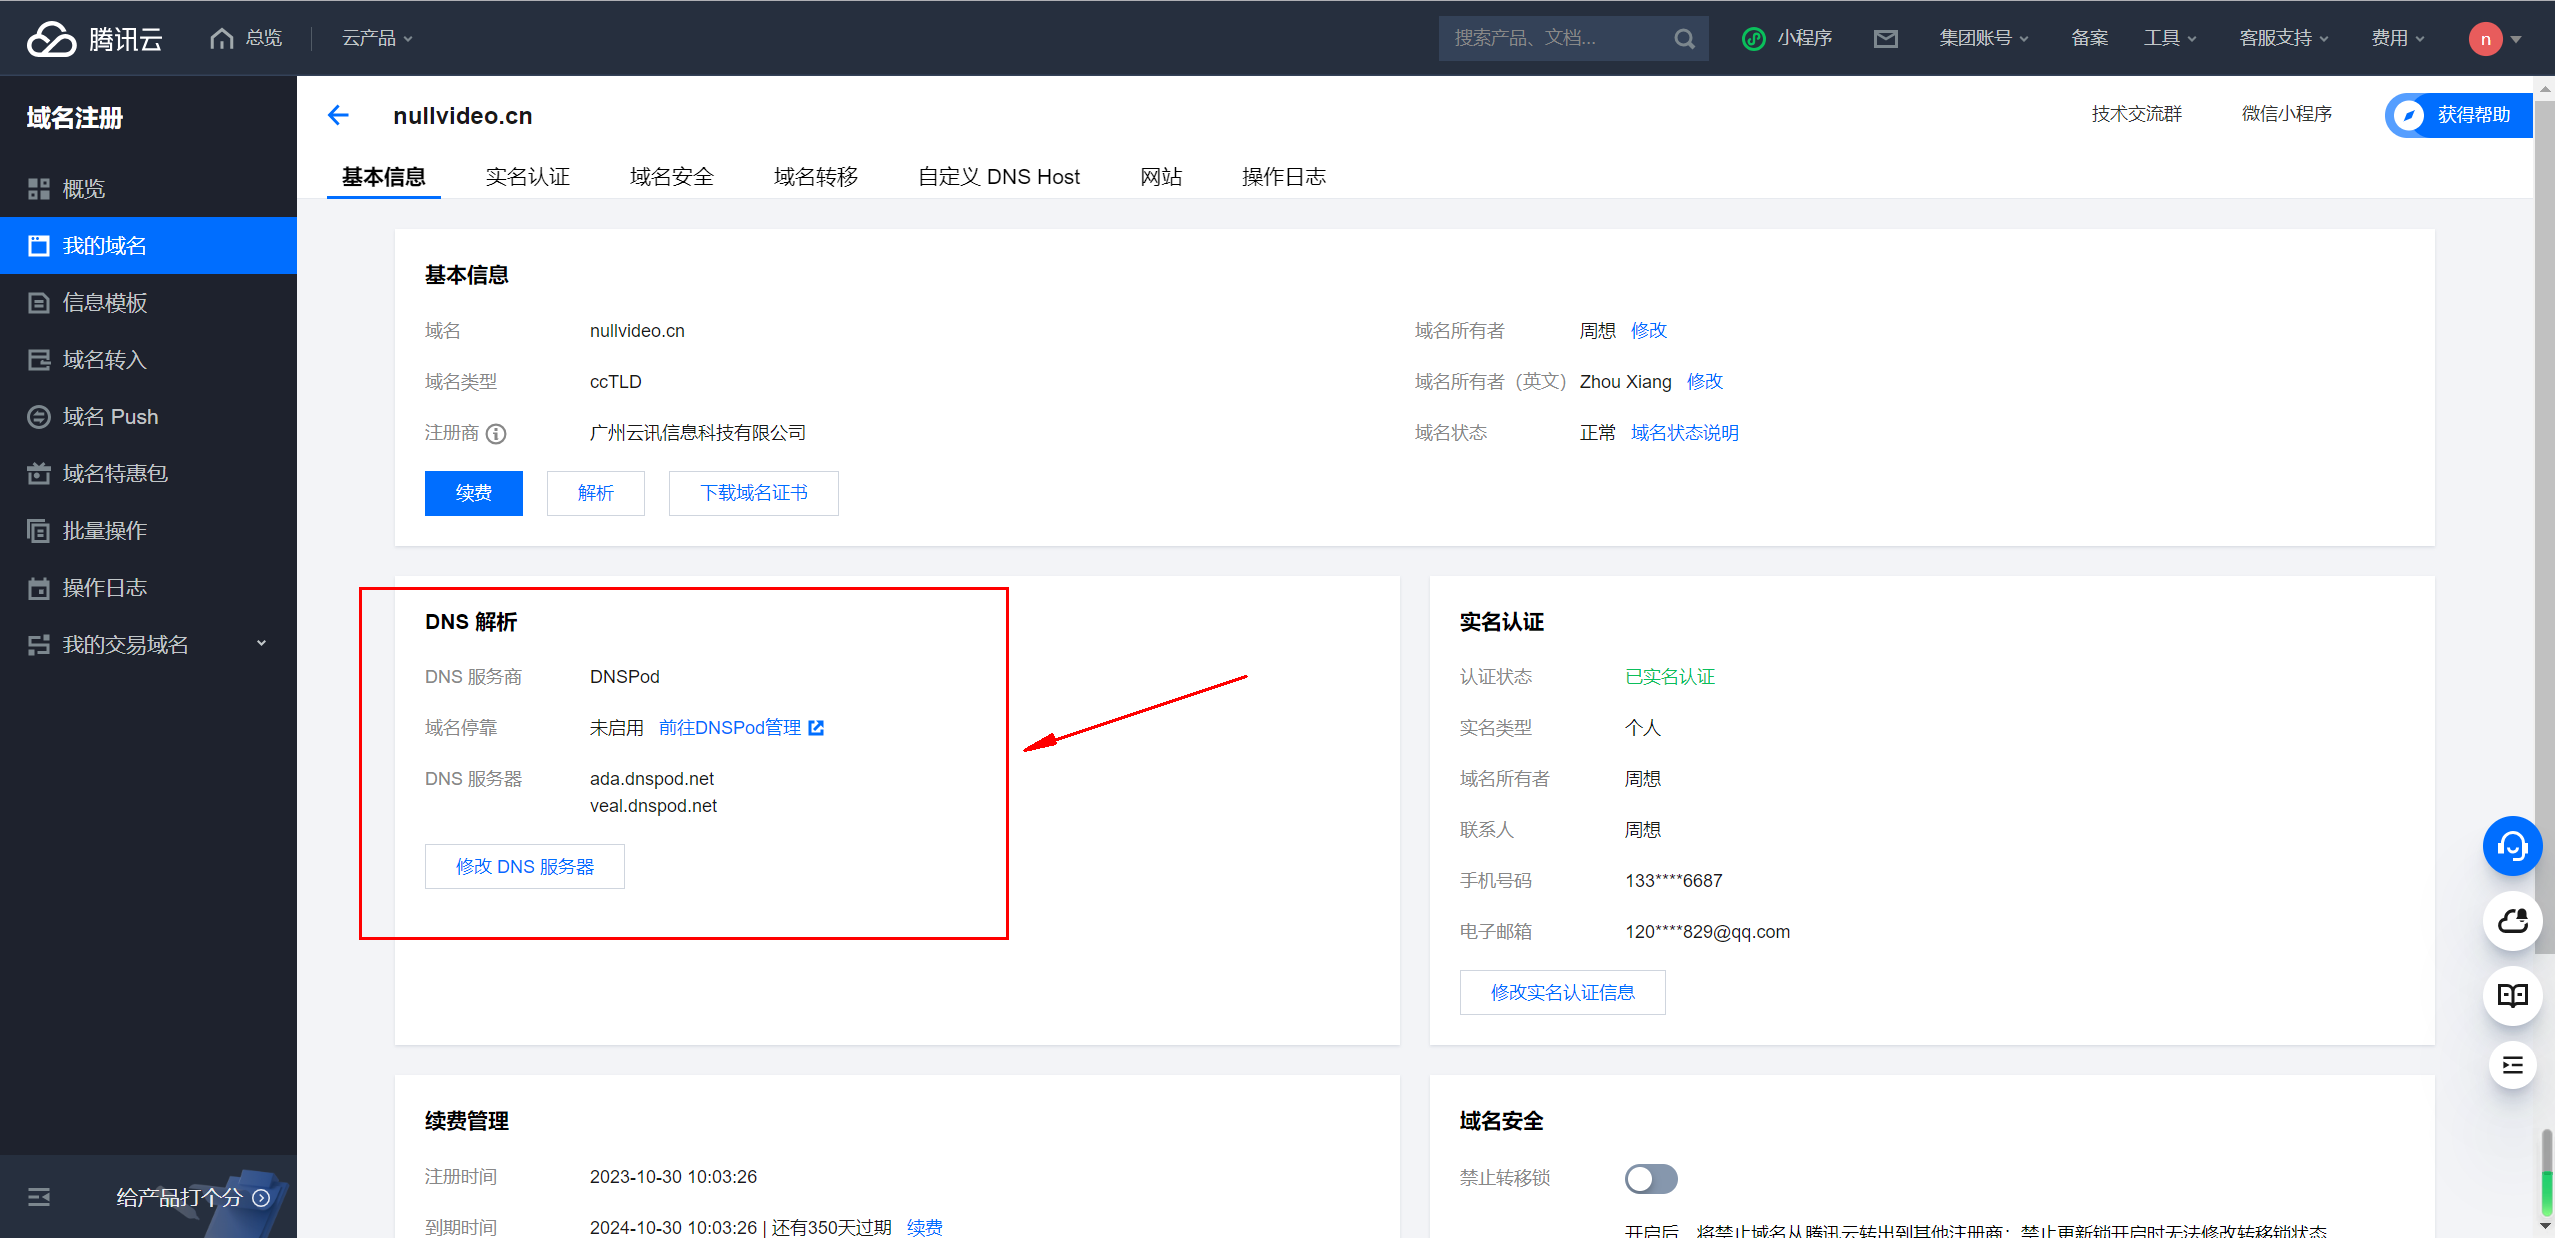 腾讯云
总览
云产品
搜索产品、文档...
小程序
集团账号
备案
工具
客服支持
费用
n
域名注册
概览
我的域名
信息模板
域名转入
域名 Push
域名特惠包
批量操作
操作日志
我的交易域名
给产品打个分
nullvideo.cn
技术交流群
微信小程序
获得帮助
基本信息
实名认证
域名安全
域名转移
自定义 DNS Host
网站
操作日志
基本信息
域名 nullvideo.cn
域名类型 ccTLD
注册商 广州云讯信息科技有限公司
域名所有者 周想 修改
域名所有者（英文） Zhou Xiang 修改
域名状态 正常 域名状态说明
续费
解析
下载域名证书
DNS 解析
DNS 服务商 DNSPod
域名停靠 未启用 前往DNSPod管理
DNS 服务器 ada.dnspod.net
veal.dnspod.net
修改 DNS 服务器
实名认证
认证状态 已实名认证
实名类型 个人
域名所有者 周想
联系人 周想
手机号码 133****6687
电子邮箱 120****829@qq.com
修改实名认证信息
续费管理
注册时间 2023-10-30 10:03:26
到期时间 2024-10-30 10:03:26 | 还有350天过期 续费
域名安全
禁止转移锁
开启后，将禁止域名从腾讯云转出到其他注册商；禁止更新锁开启时无法修改转移锁状态